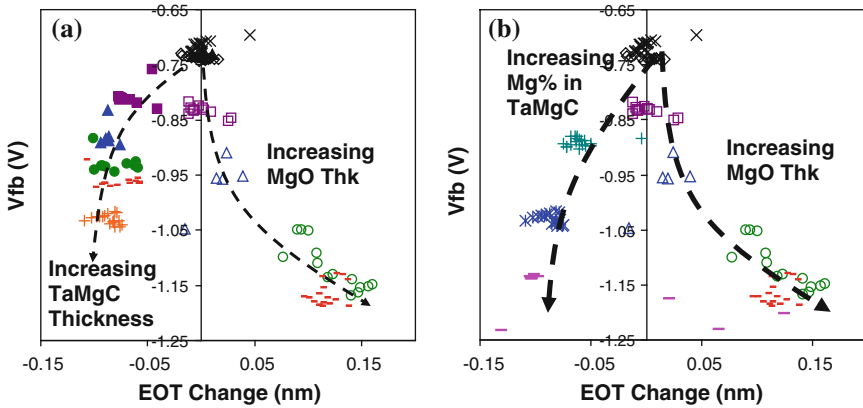 (a)
-0.65
-0.75
-0.85
-0.95
-1.05
-1.15
-1.25
Vfb (V)
Increasing
MgO Thk
Increasing
TaMgC
Thickness
-0.15
-0.05
0.05
0.15
EOT Change (nm)
(b)
-0.65
-0.75
-0.85
-0.95
-1.05
-1.15
-1.25
Vfb (V)
Increasing
Mg% in
TaMgC
Increasing
MgO Thk
-0.15
-0.05
0.05
0.15
EOT Change (nm)